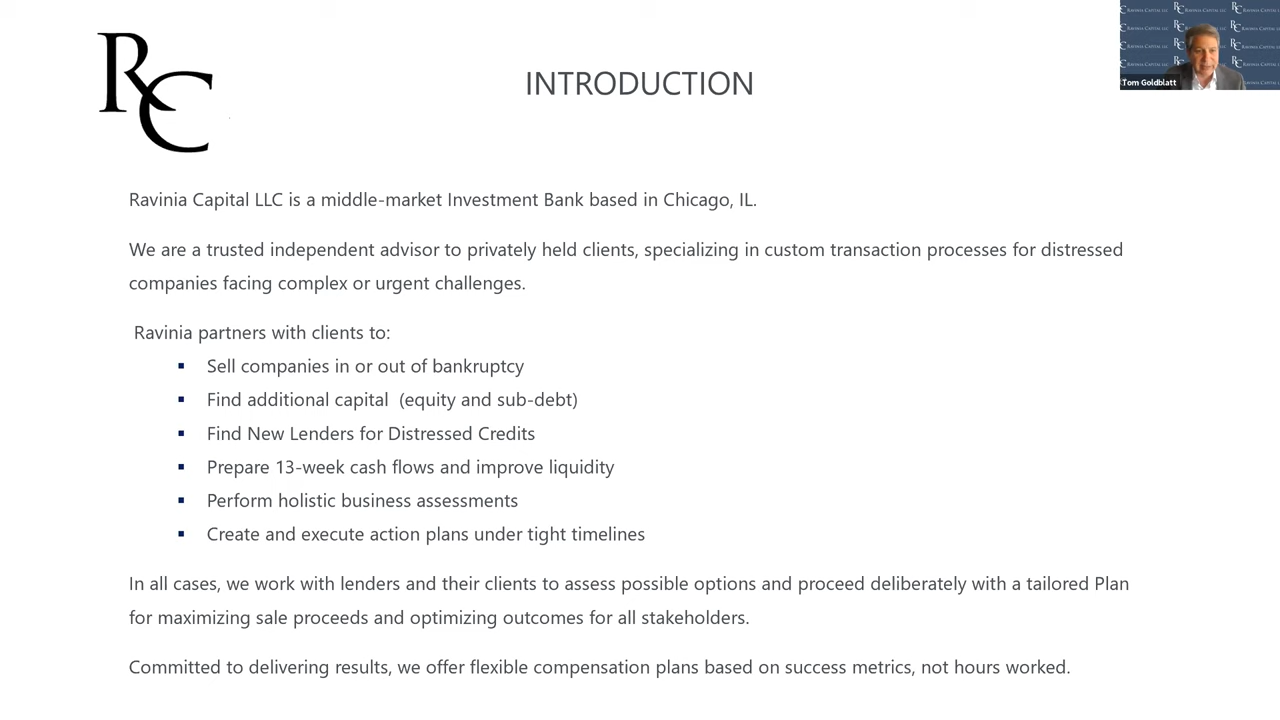 RC
INTRODUCTION
Tom Goldblatt
Ravinia Capital LLC is a middle-market Investment Bank based in Chicago, IL.
We are a trusted independent advisor to privately held clients, specializing in custom transaction processes for distressed
companies facing complex or urgent challenges.
Ravinia partners with clients to:
▪ Sell companies in or out of bankruptcy
▪ Find additional capital (equity and sub-debt)
▪ Find New Lenders for Distressed Credits
▪ Prepare 13-week cash flows and improve liquidity
▪ Perform holistic business assessments
▪ Create and execute action plans under tight timelines
In all cases, we work with lenders and their clients to assess possible options and proceed deliberately with a tailored Plan
for maximizing sale proceeds and optimizing outcomes for all stakeholders.
Committed to delivering results, we offer flexible compensation plans based on success metrics, not hours worked.